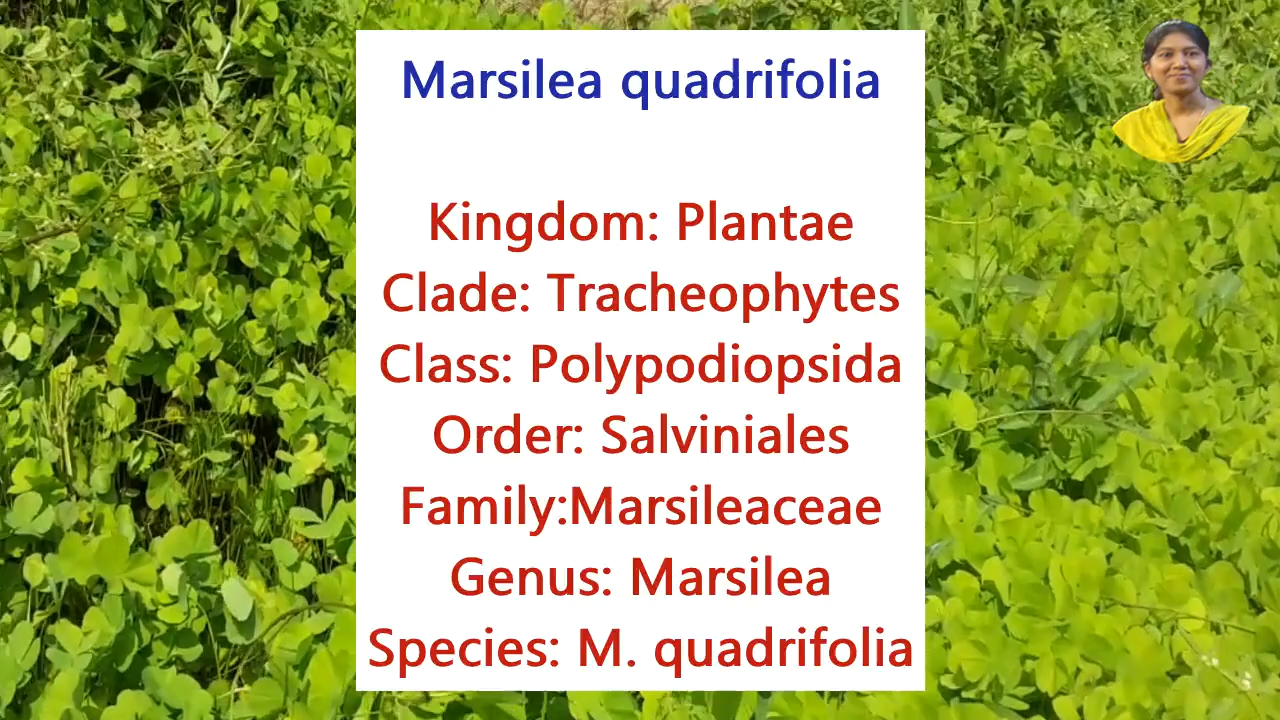 Marsilea quadrifolia
Kingdom: Plantae
Clade: Tracheophytes
Class: Polypodiopsida
Order: Salviniales
Family:Marsileaceae
Genus: Marsilea
Species: M. quadrifolia